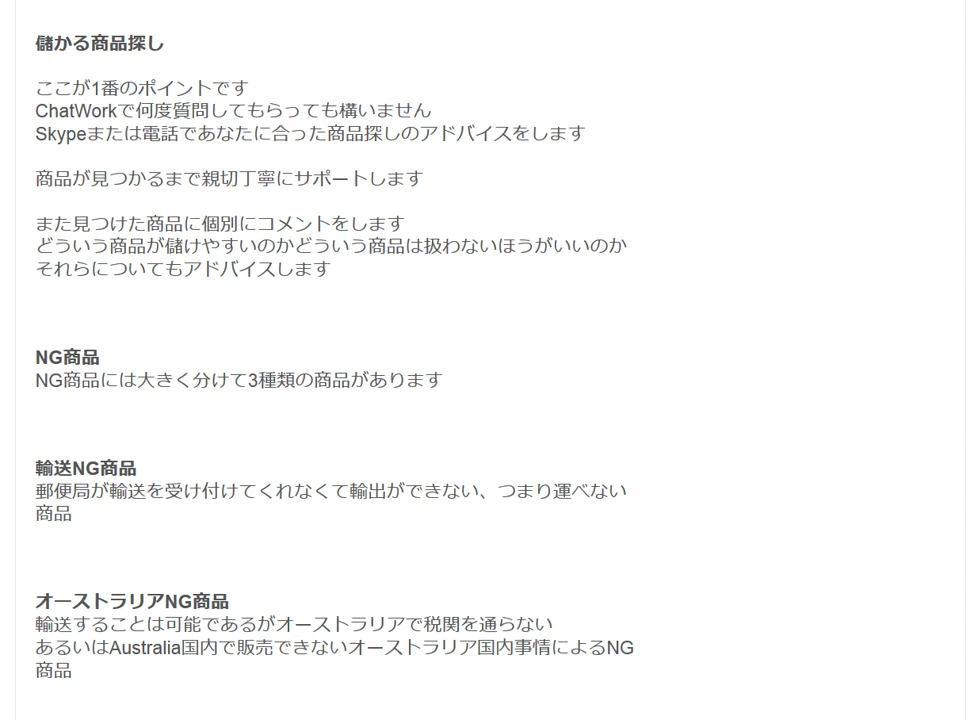 儲かる商品探し
ここが1番のポイントです
ChatWorkで何度質問してもらっても構いません
Skypeまたは電話であなたに合った商品探しのアドバイスをします
商品が見つかるまで親切丁寧にサポートします
また見つけた商品に個別にコメントをします
どういう商品が儲けやすいのかどういう商品は扱わないほうがいいのか
それらについてもアドバイスします
NG商品
NG商品には大きく分けて3種類の商品があります
輸送NG商品
郵便局が輸送を受け付けてくれなくて輸出ができない、つまり運べない
商品
オーストラリアNG商品
輸送することは可能であるがオーストラリアで税関を通らない
あるいはAustralia国内で販売できないオーストラリア国内事情によるNG
商品